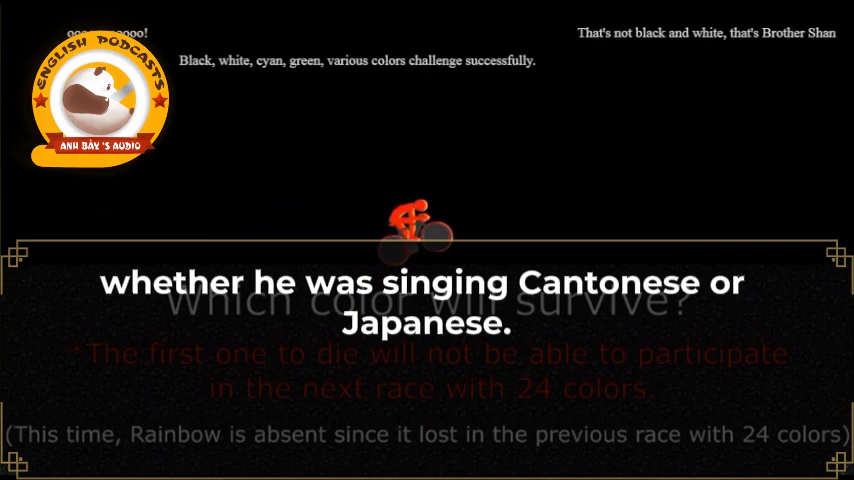 That's not black and white, that's Brother Shan
Black, white, cyan, green, various colors challenge successfully.
ENGLISH PODCASTS
ANH BẢY 'S AUDIO
whether he was singing Cantonese or
Japanese.
Which color will survive?
*The first one to die will not be able to participate
in the next race with 24 colors.
(This time, Rainbow is absent since it lost in the previous race with 24 colors)